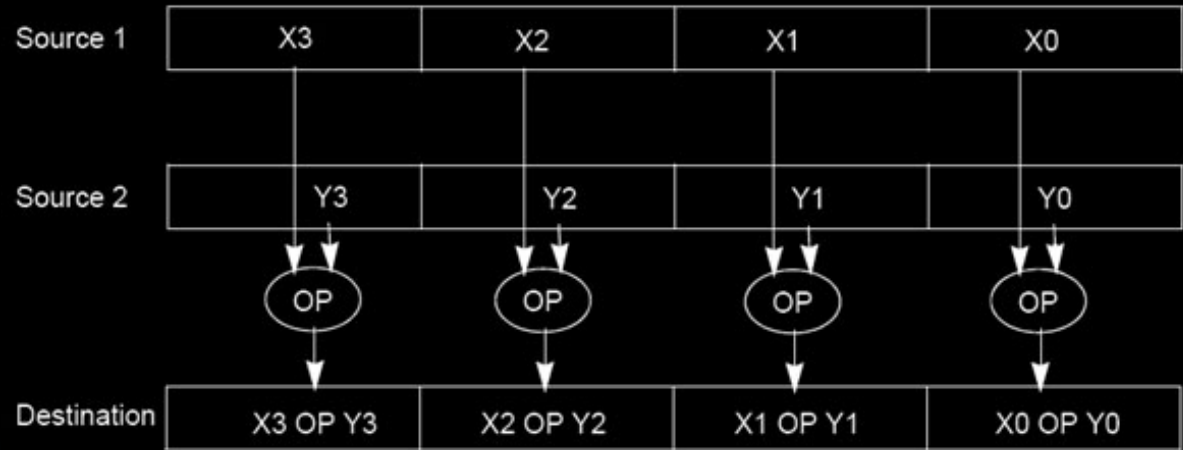 Source 1 X3 X2 X1 X0
Source 2 Y3 Y2 Y1 Y0
OP OP OP OP
Destination X3 OP Y3 X2 OP Y2 X1 OP Y1 X0 OP Y0